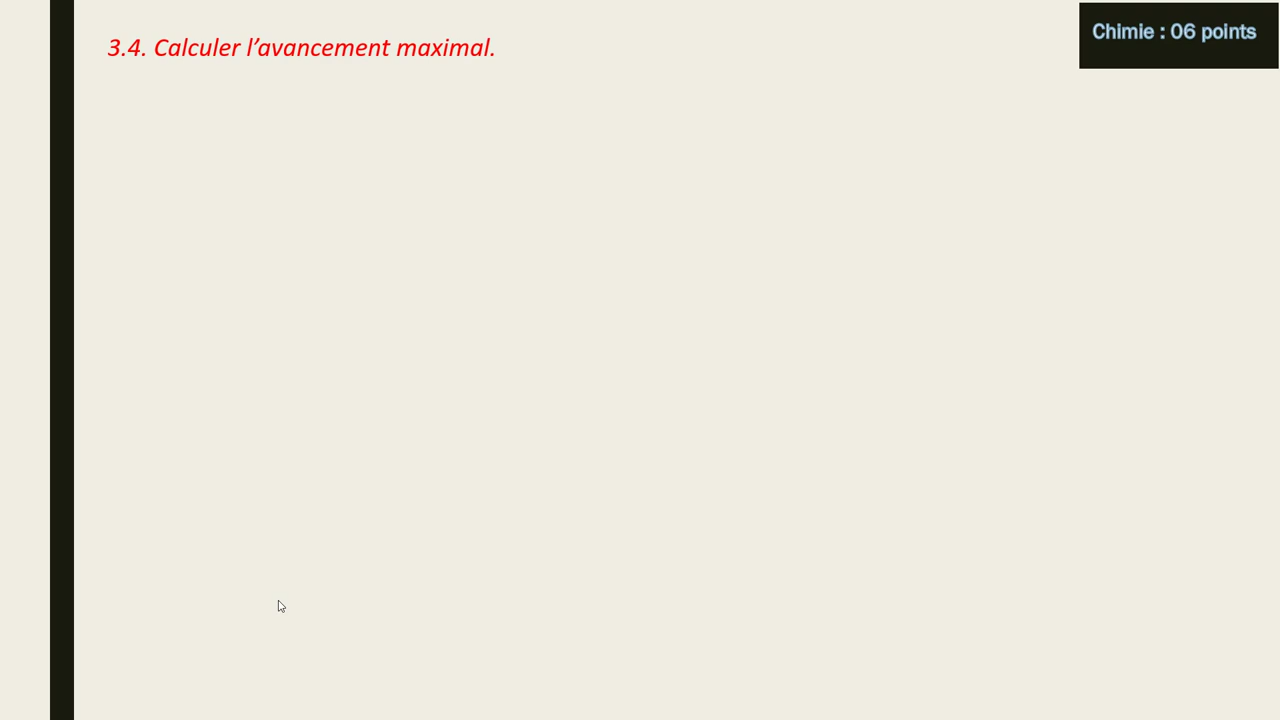 3.4. Calculer l’avancement maximal.
Chimie : 06 points